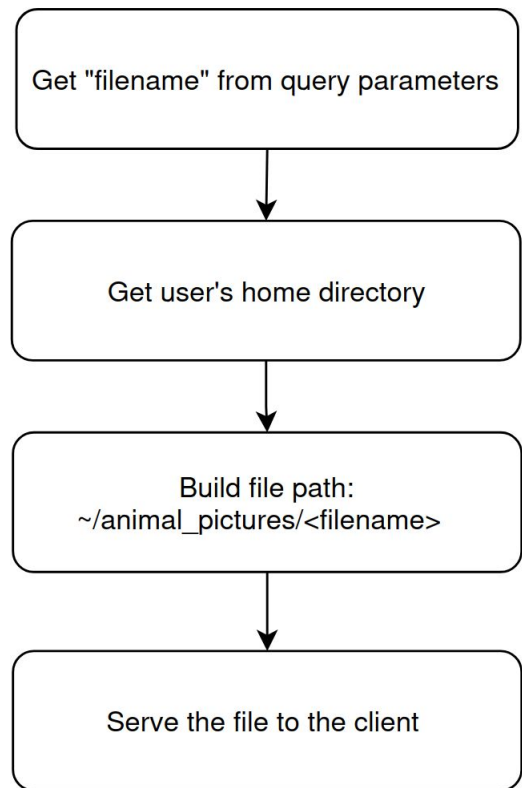 Get "filename" from query parameters
Get user's home directory
Build file path:
~/animal_pictures/<filename>
Serve the file to the client